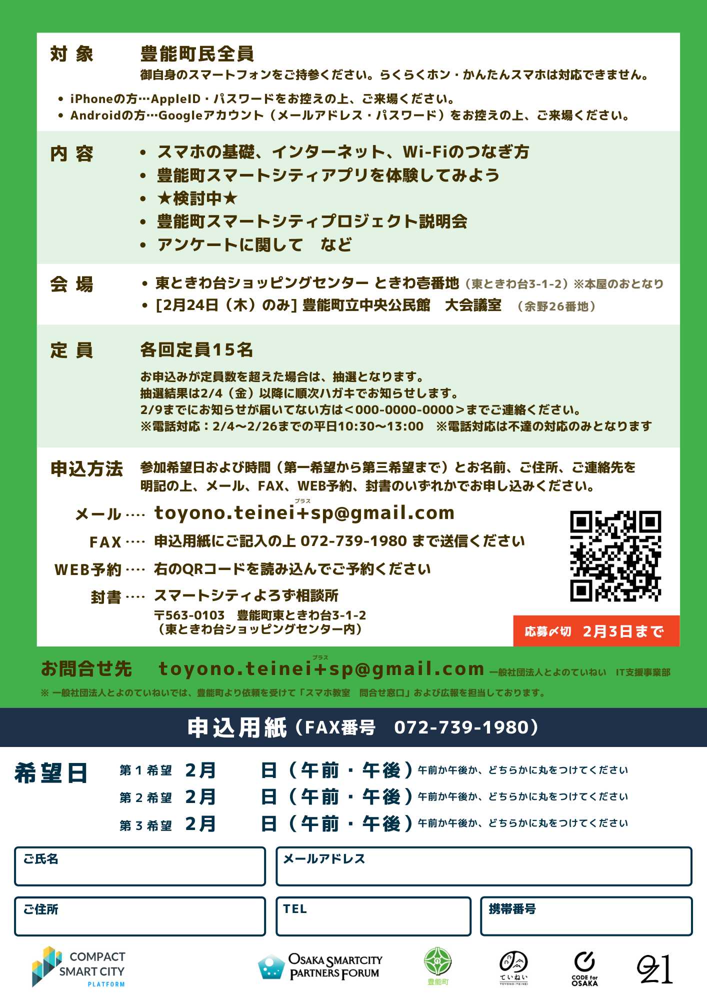 対 象 豊能町民全員
御自身のスマートフォンをご持参ください。らくらくホン・かんたんスマホは対応できません。
• iPhoneの方…AppleID・パスワードをお控えの上、ご来場ください。
• Androidの方…Googleアカウント（メールアドレス・パスワード）をお控えの上、ご来場ください。
内 容
• スマホの基礎、インターネット、Wi-Fiのつなぎ方
• 豊能町スマートシティアプリを体験してみよう
• ★検討中★
• 豊能町スマートシティプロジェクト説明会
• アンケートに関して　など
会 場
• 東ときわ台ショッピングセンター ときわ壱番地（東ときわ台3-1-2）※本屋のおとなり
• [2月24日（木）のみ] 豊能町立中央公民館　大会議室　（余野26番地）
定 員 各回定員15名
お申込みが定員数を超えた場合は、抽選となります。
抽選結果は2/4（金）以降に順次ハガキでお知らせします。
2/9までにお知らせが届いてない方は＜000-0000-0000＞までご連絡ください。
※電話対応：2/4〜2/26までの平日10:30〜13:00　※電話対応は不達の対応のみとなります
申込方法 参加希望日および時間（第一希望から第三希望まで）とお名前、ご住所、ご連絡先を
明記の上、メール、FAX、WEB予約、封書のいずれかでお申し込みください。
プラス
メール ···· toyono.teinei+sp@gmail.com
FAX ···· 申込用紙にご記入の上 072-739-1980 まで送信ください
WEB予約 ···· 右のQRコードを読み込んでご予約ください
封書 ···· スマートシティよろず相談所
〒563-0103　豊能町東ときわ台3-1-2
（東ときわ台ショッピングセンター内）
応募〆切 2月3日まで
プラス
お問合せ先 toyono.teinei+sp@gmail.com 一般社団法人とよのていねい　IT支援事業部
※ 一般社団法人とよのていねいでは、豊能町より依頼を受けて「スマホ教室　問合せ窓口」および広報を担当しております。
申込用紙（FAX番号　072-739-1980）
希望日 第1希望 2月 日（午前・午後）午前か午後か、どちらかに丸をつけてください
第2希望 2月 日（午前・午後）午前か午後か、どちらかに丸をつけてください
第3希望 2月 日（午前・午後）午前か午後か、どちらかに丸をつけてください
ご氏名 メールアドレス
ご住所 TEL 携帯番号
COMPACT
SMART CITY
PLATFORM
OSAKA SMARTCITY
PARTNERS FORUM
豊能町
ていねい
TOYONO-TEINEI
CODE for
OSAKA